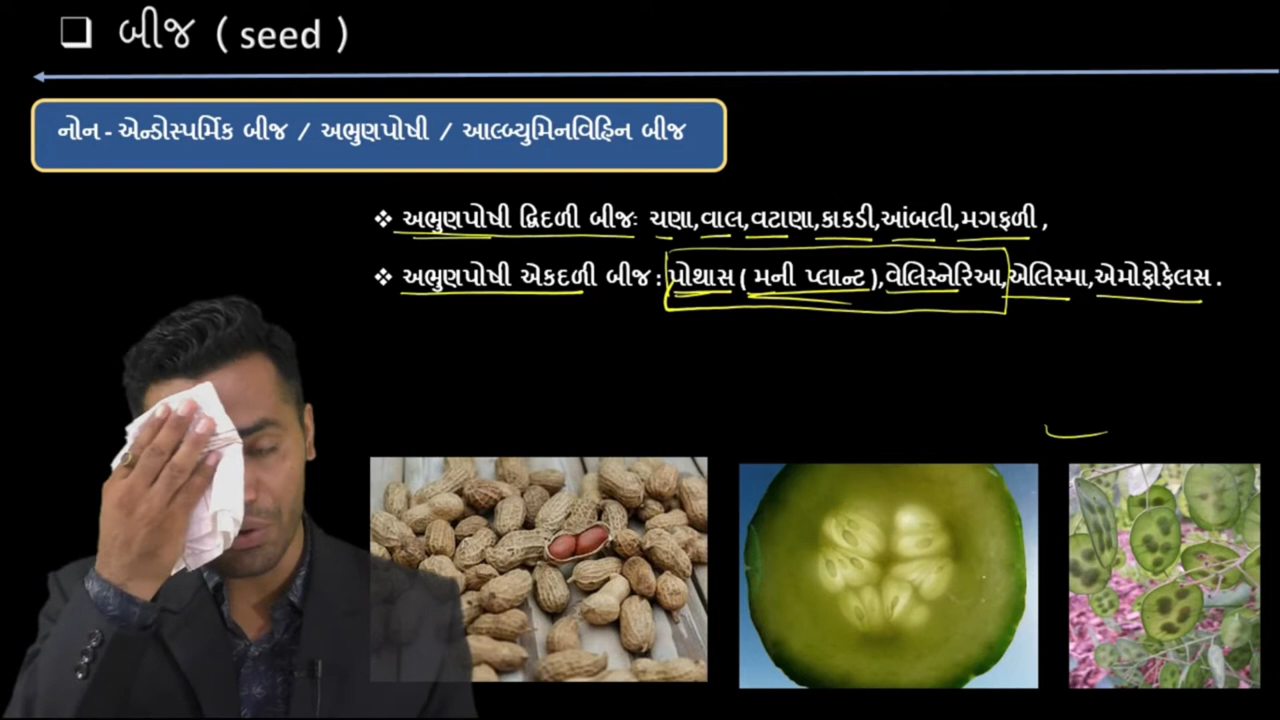 ❑ બીજ ( seed )
નોન - એન્ડોસ્પર્મિક બીજ / અભ્રુણપોષી / આલ્બ્યુમિનવિહિન બીજ
❖ અભ્રુણપોષી દ્વિદળી બીજઃ ચણા,વાલ,વટાણા,કાકડી,આંબલી,મગફળી ,
❖ અભ્રુણપોષી એકદળી બીજ : પોથાસ ( મની પ્લાન્ટ ),વેલિસ્નેરિઆ,એલિસ્મા,એમોફોફેલસ .